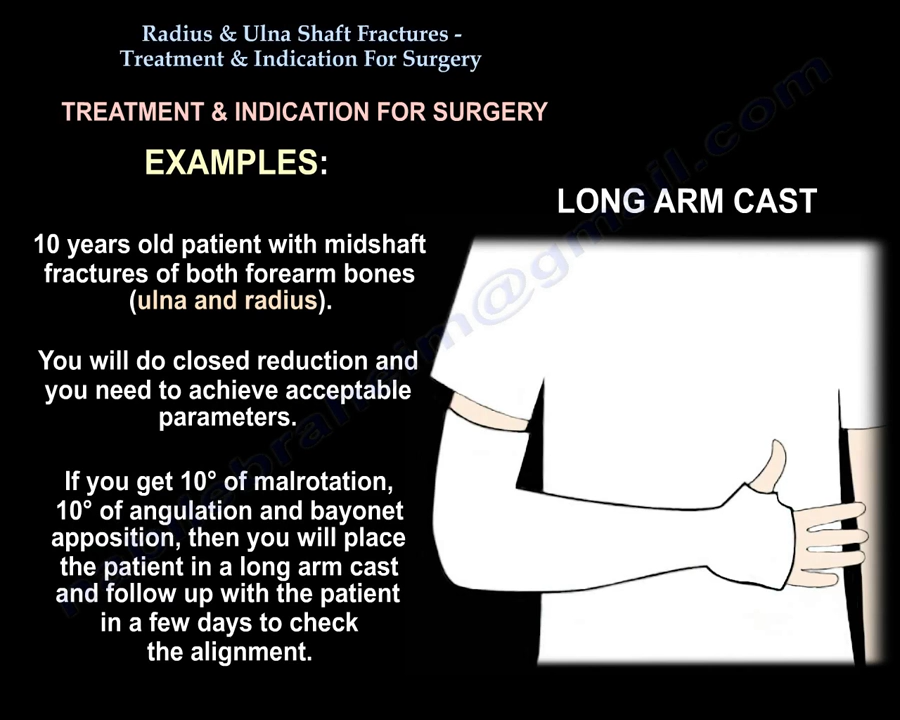 Radius & Ulna Shaft Fractures -
Treatment & Indication For Surgery
TREATMENT & INDICATION FOR SURGERY
EXAMPLES:
LONG ARM CAST
10 years old patient with midshaft
fractures of both forearm bones
(ulna and radius).
You will do closed reduction and
you need to achieve acceptable
parameters.
If you get 10° of malrotation,
10° of angulation and bayonet
apposition, then you will place
the patient in a long arm cast
and follow up with the patient
in a few days to check
the alignment.